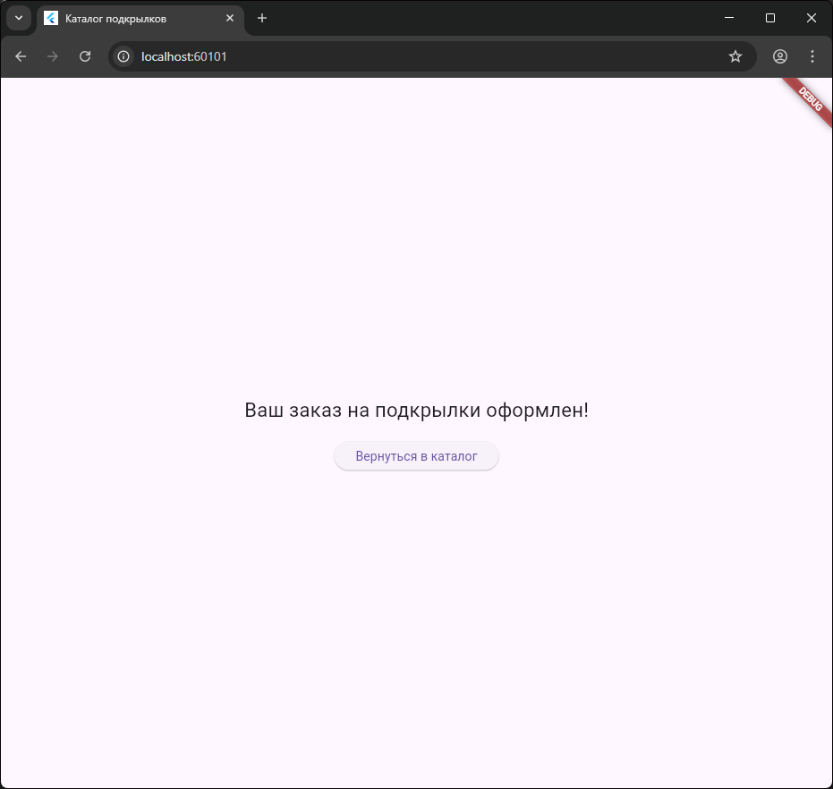 Каталог подкрылков
localhost:60101
DEBUG
Ваш заказ на подкрылки оформлен!
Вернуться в каталог